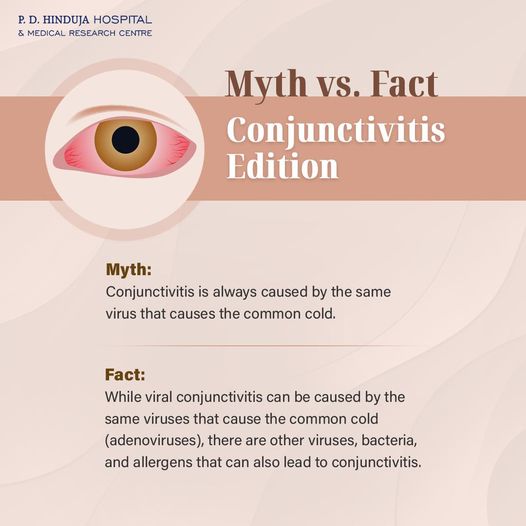 P. D. HINDUJA HOSPITAL
& MEDICAL RESEARCH CENTRE
Myth vs. Fact
Conjunctivitis
Edition
Myth:
Conjunctivitis is always caused by the same
virus that causes the common cold.
Fact:
While viral conjunctivitis can be caused by the
same viruses that cause the common cold
(adenoviruses), there are other viruses, bacteria,
and allergens that can also lead to conjunctivitis.